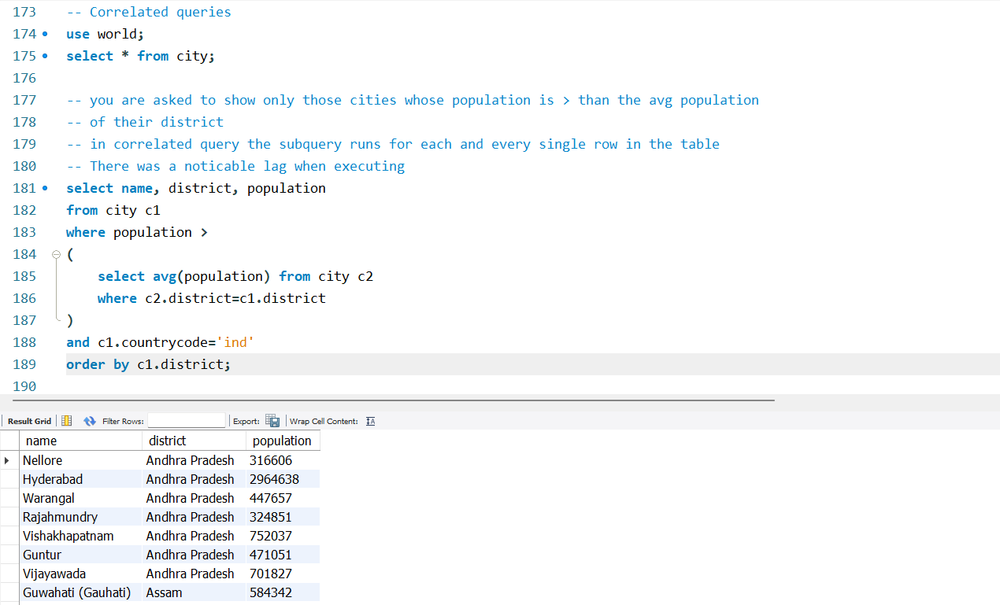 173 -- Correlated queries
174 use world;
175 select * from city;
176
177 -- you are asked to show only those cities whose population is > than the avg population
178 -- of their district
179 -- in correlated query the subquery runs for each and every single row in the table
180 -- There was a noticable lag when executing
181 select name, district, population
182 from city c1
183 where population >
184 (
185 select avg(population) from city c2
186 where c2.district=c1.district
187 )
188 and c1.countrycode='ind'
189 order by c1.district;
190
Result Grid Filter Rows: Export: Wrap Cell Content: IA
name district population
Nellore Andhra Pradesh 316606
Hyderabad Andhra Pradesh 2964638
Warangal Andhra Pradesh 447657
Rajahmundry Andhra Pradesh 324851
Vishakhapatnam Andhra Pradesh 752037
Guntur Andhra Pradesh 471051
Vijayawada Andhra Pradesh 701827
Guwahati (Gauhati) Assam 584342